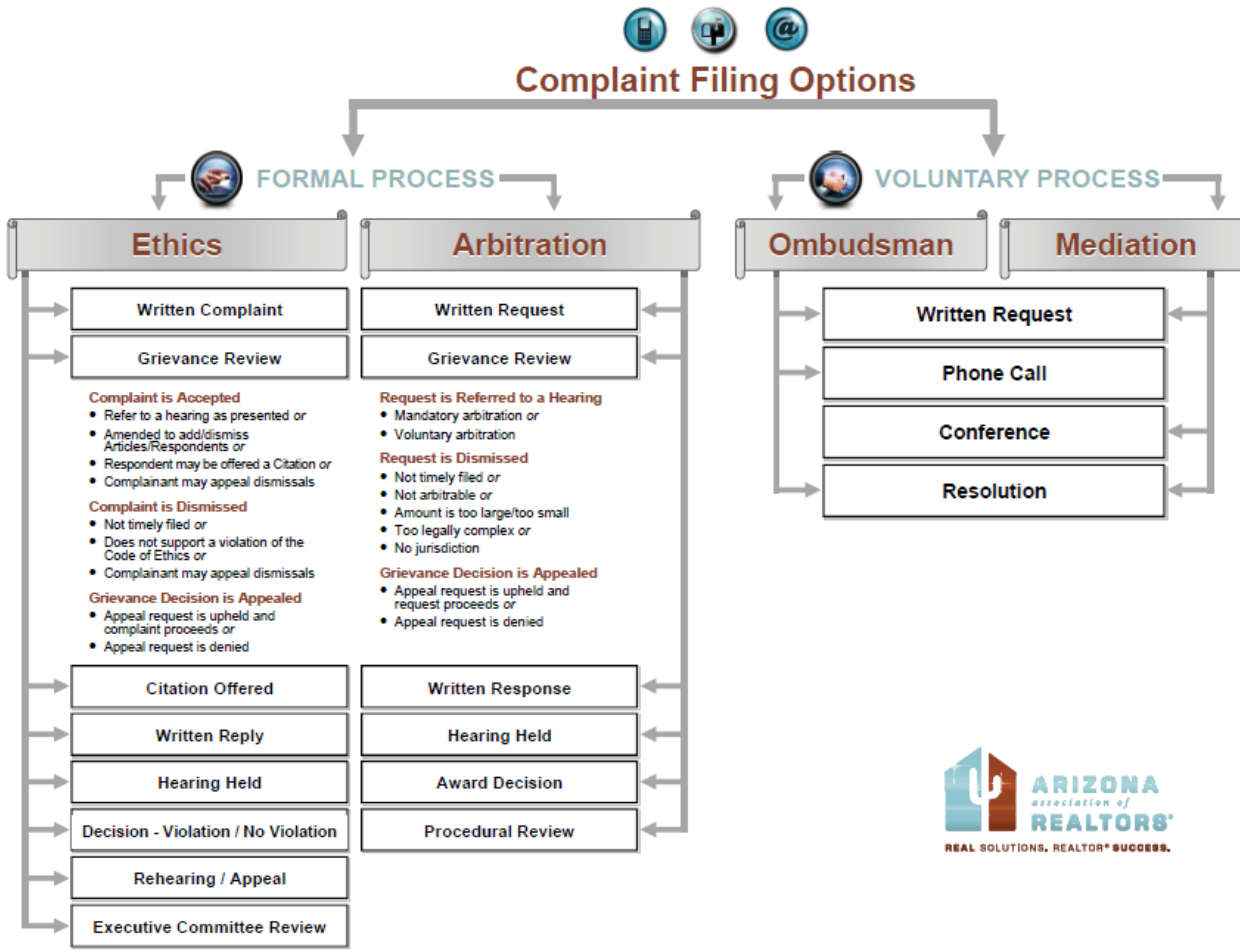 Complaint Filing Options
FORMAL PROCESS
VOLUNTARY PROCESS
Ethics
Arbitration
Ombudsman
Mediation
Written Complaint
Grievance Review
Complaint is Accepted
• Refer to a hearing as presented or
• Amended to add/dismiss
Articles/Respondents or
• Respondent may be offered a Citation or
• Complainant may appeal dismissals
Complaint is Dismissed
• Not timely filed or
• Does not support a violation of the
Code of Ethics or
• Complainant may appeal dismissals
Grievance Decision is Appealed
• Appeal request is upheld and
complaint proceeds or
• Appeal request is denied
Citation Offered
Written Reply
Hearing Held
Decision - Violation / No Violation
Rehearing / Appeal
Executive Committee Review
Written Request
Grievance Review
Request is Referred to a Hearing
• Mandatory arbitration or
• Voluntary arbitration
Request is Dismissed
• Not timely filed or
• Not arbitrable or
• Amount is too large/too small
• Too legally complex or
• No jurisdiction
Grievance Decision is Appealed
• Appeal request is upheld and
request proceeds or
• Appeal request is denied
Written Response
Hearing Held
Award Decision
Procedural Review
Written Request
Phone Call
Conference
Resolution
ARIZONA
association of
REALTORS®
REAL SOLUTIONS. REALTOR® SUCCESS.